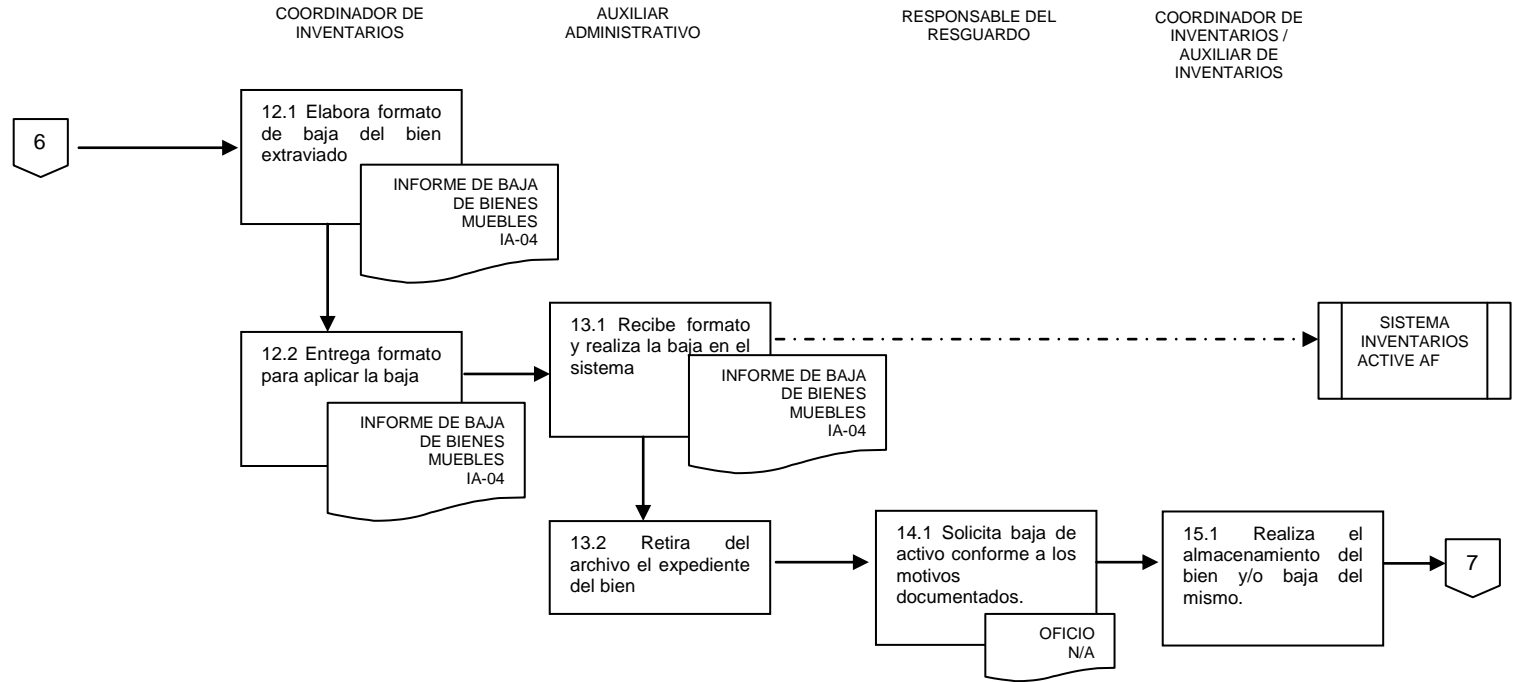 COORDINADOR DE
INVENTARIOS
AUXILIAR
ADMINISTRATIVO
RESPONSABLE DEL
RESGUARDO
COORDINADOR DE
INVENTARIOS /
AUXILIAR DE
INVENTARIOS
6
12.1 Elabora formato
de baja del bien
extraviado
INFORME DE BAJA
DE BIENES
MUEBLES
IA-04
12.2 Entrega formato
para aplicar la baja
INFORME DE BAJA
DE BIENES
MUEBLES
IA-04
13.1 Recibe formato
y realiza la baja en el
sistema
INFORME DE BAJA
DE BIENES
MUEBLES
IA-04
SISTEMA
INVENTARIOS
ACTIVE AF
13.2 Retira del
archivo el expediente
del bien
14.1 Solicita baja de
activo conforme a los
motivos
documentados.
OFICIO
N/A
15.1 Realiza el
almacenamiento del
bien y/o baja del
mismo.
7